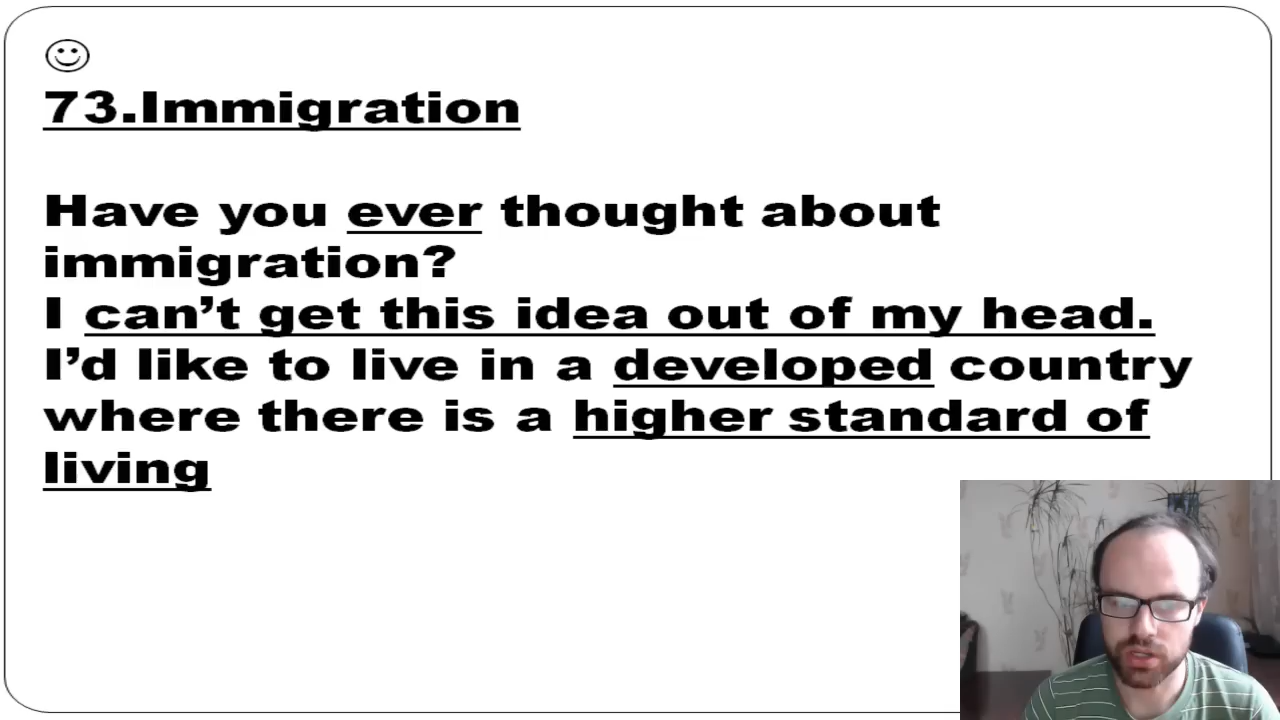 73.Immigration
Have you ever thought about
immigration?
I can’t get this idea out of my head.
I’d like to live in a developed country
where there is a higher standard of
living